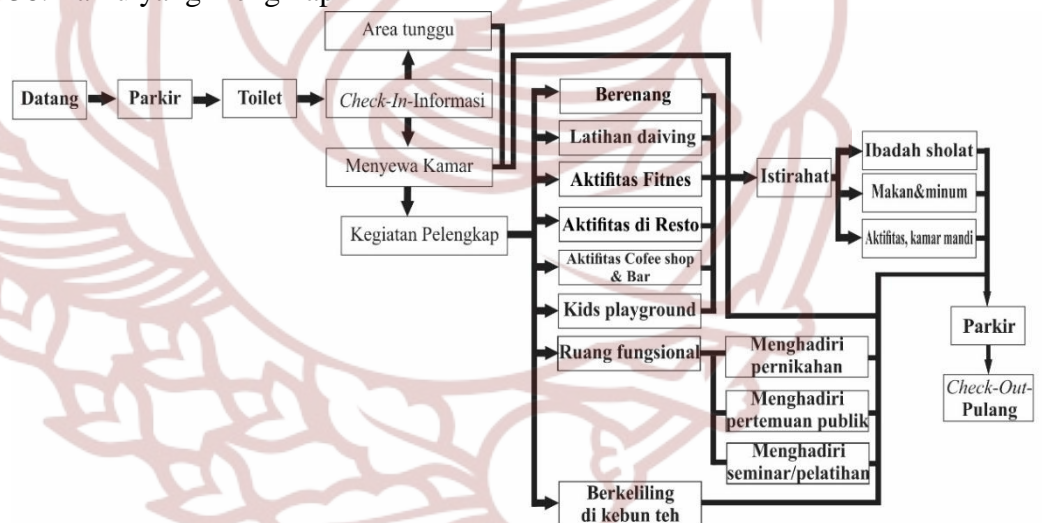 Area tunggu
Datang
Parkir
Toilet
Check-In-Informasi
Menyewa Kamar
Kegiatan Pelengkap
Berenang
Latihan daiving
Aktifitas Fitnes
Aktifitas di Resto
Aktifitas Cofee shop
& Bar
Kids playground
Ruang fungsional
Menghadiri
pernikahan
Menghadiri
pertemuan publik
Menghadiri
seminar/pelatihan
Berkeliling
di kebun teh
Istirahat
Ibadah sholat
Makan&minum
Aktifitas, kamar mandi
Parkir
Check-Out-
Pulang